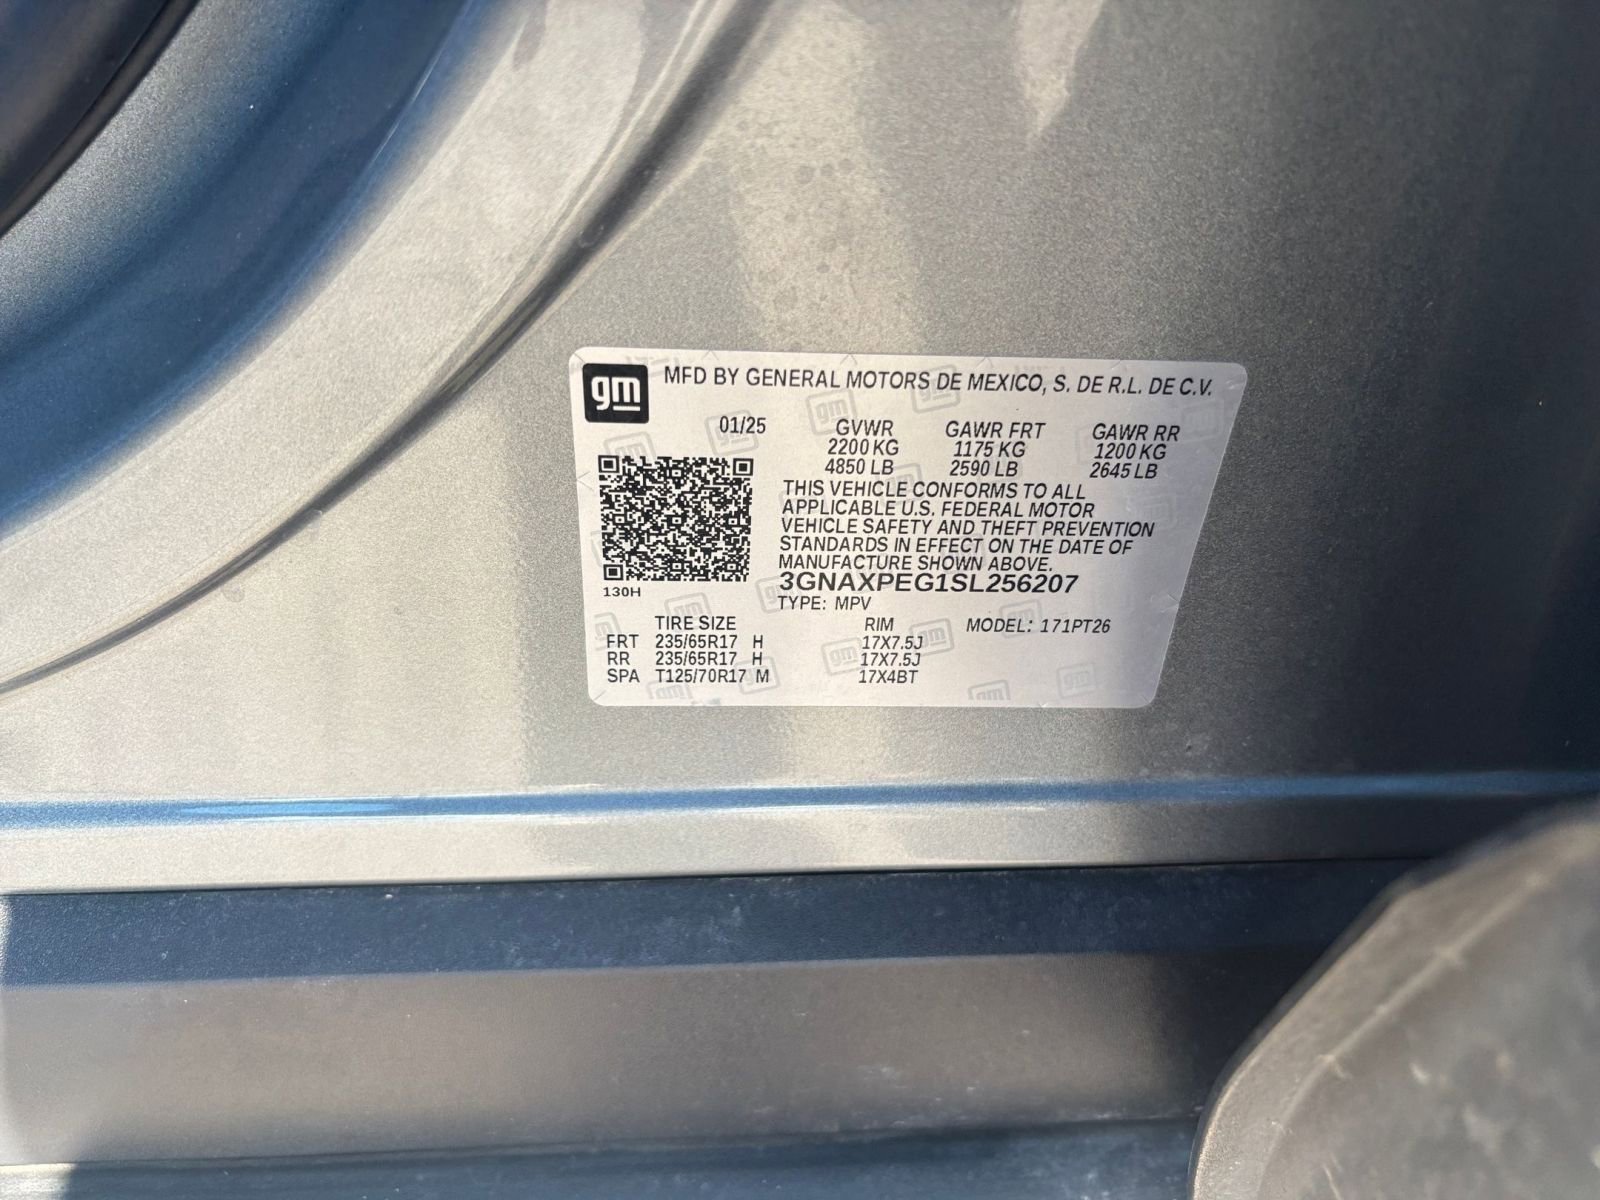 gm MFD BY GENERAL MOTORS DE MEXICO, S. DE R.L. DE C.V.
01/25 GVWR GAWR FRT GAWR RR
2200 KG 1175 KG 1200 KG
4850 LB 2590 LB 2645 LB
THIS VEHICLE CONFORMS TO ALL
APPLICABLE U.S. FEDERAL MOTOR
VEHICLE SAFETY AND THEFT PREVENTION
STANDARDS IN EFFECT ON THE DATE OF
MANUFACTURE SHOWN ABOVE.
130H
3GNAXPEG1SL256207
TYPE: MPV
TIRE SIZE RIM MODEL: 171PT26
FRT 235/65R17 H 17X7.5J
RR 235/65R17 H 17X7.5J
SPA T125/70R17 M 17X4BT